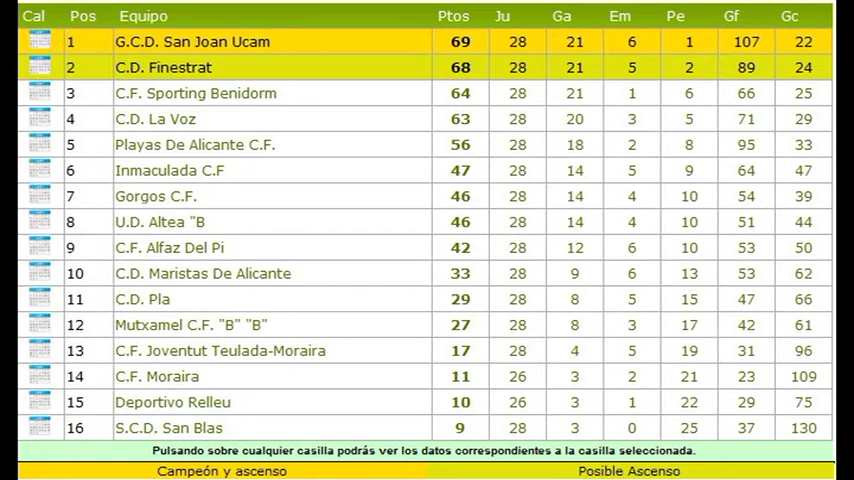 Cal Pos Equipo Ptos Ju Ga Em Pe Gf Gc
1 G.C.D. San Joan Ucam 69 28 21 6 1 107 22
2 C.D. Finestrat 68 28 21 5 2 89 24
3 C.F. Sporting Benidorm 64 28 21 1 6 66 25
4 C.D. La Voz 63 28 20 3 5 71 29
5 Playas De Alicante C.F. 56 28 18 2 8 95 33
6 Inmaculada C.F 47 28 14 5 9 64 47
7 Gorgos C.F. 46 28 14 4 10 54 39
8 U.D. Altea "B 46 28 14 4 10 51 44
9 C.F. Alfaz Del Pi 42 28 12 6 10 53 50
10 C.D. Maristas De Alicante 33 28 9 6 13 53 62
11 C.D. Pla 29 28 8 5 15 47 66
12 Mutxamel C.F. "B" "B" 27 28 8 3 17 42 61
13 C.F. Joventut Teulada-Moraira 17 28 4 5 19 31 96
14 C.F. Moraira 11 26 3 2 21 23 109
15 Deportivo Relleu 10 26 3 1 22 29 75
16 S.C.D. San Blas 9 28 3 0 25 37 130
Pulsando sobre cualquier casilla podrás ver los datos correspondientes a la casilla seleccionada.
Campeón y ascenso Posible Ascenso